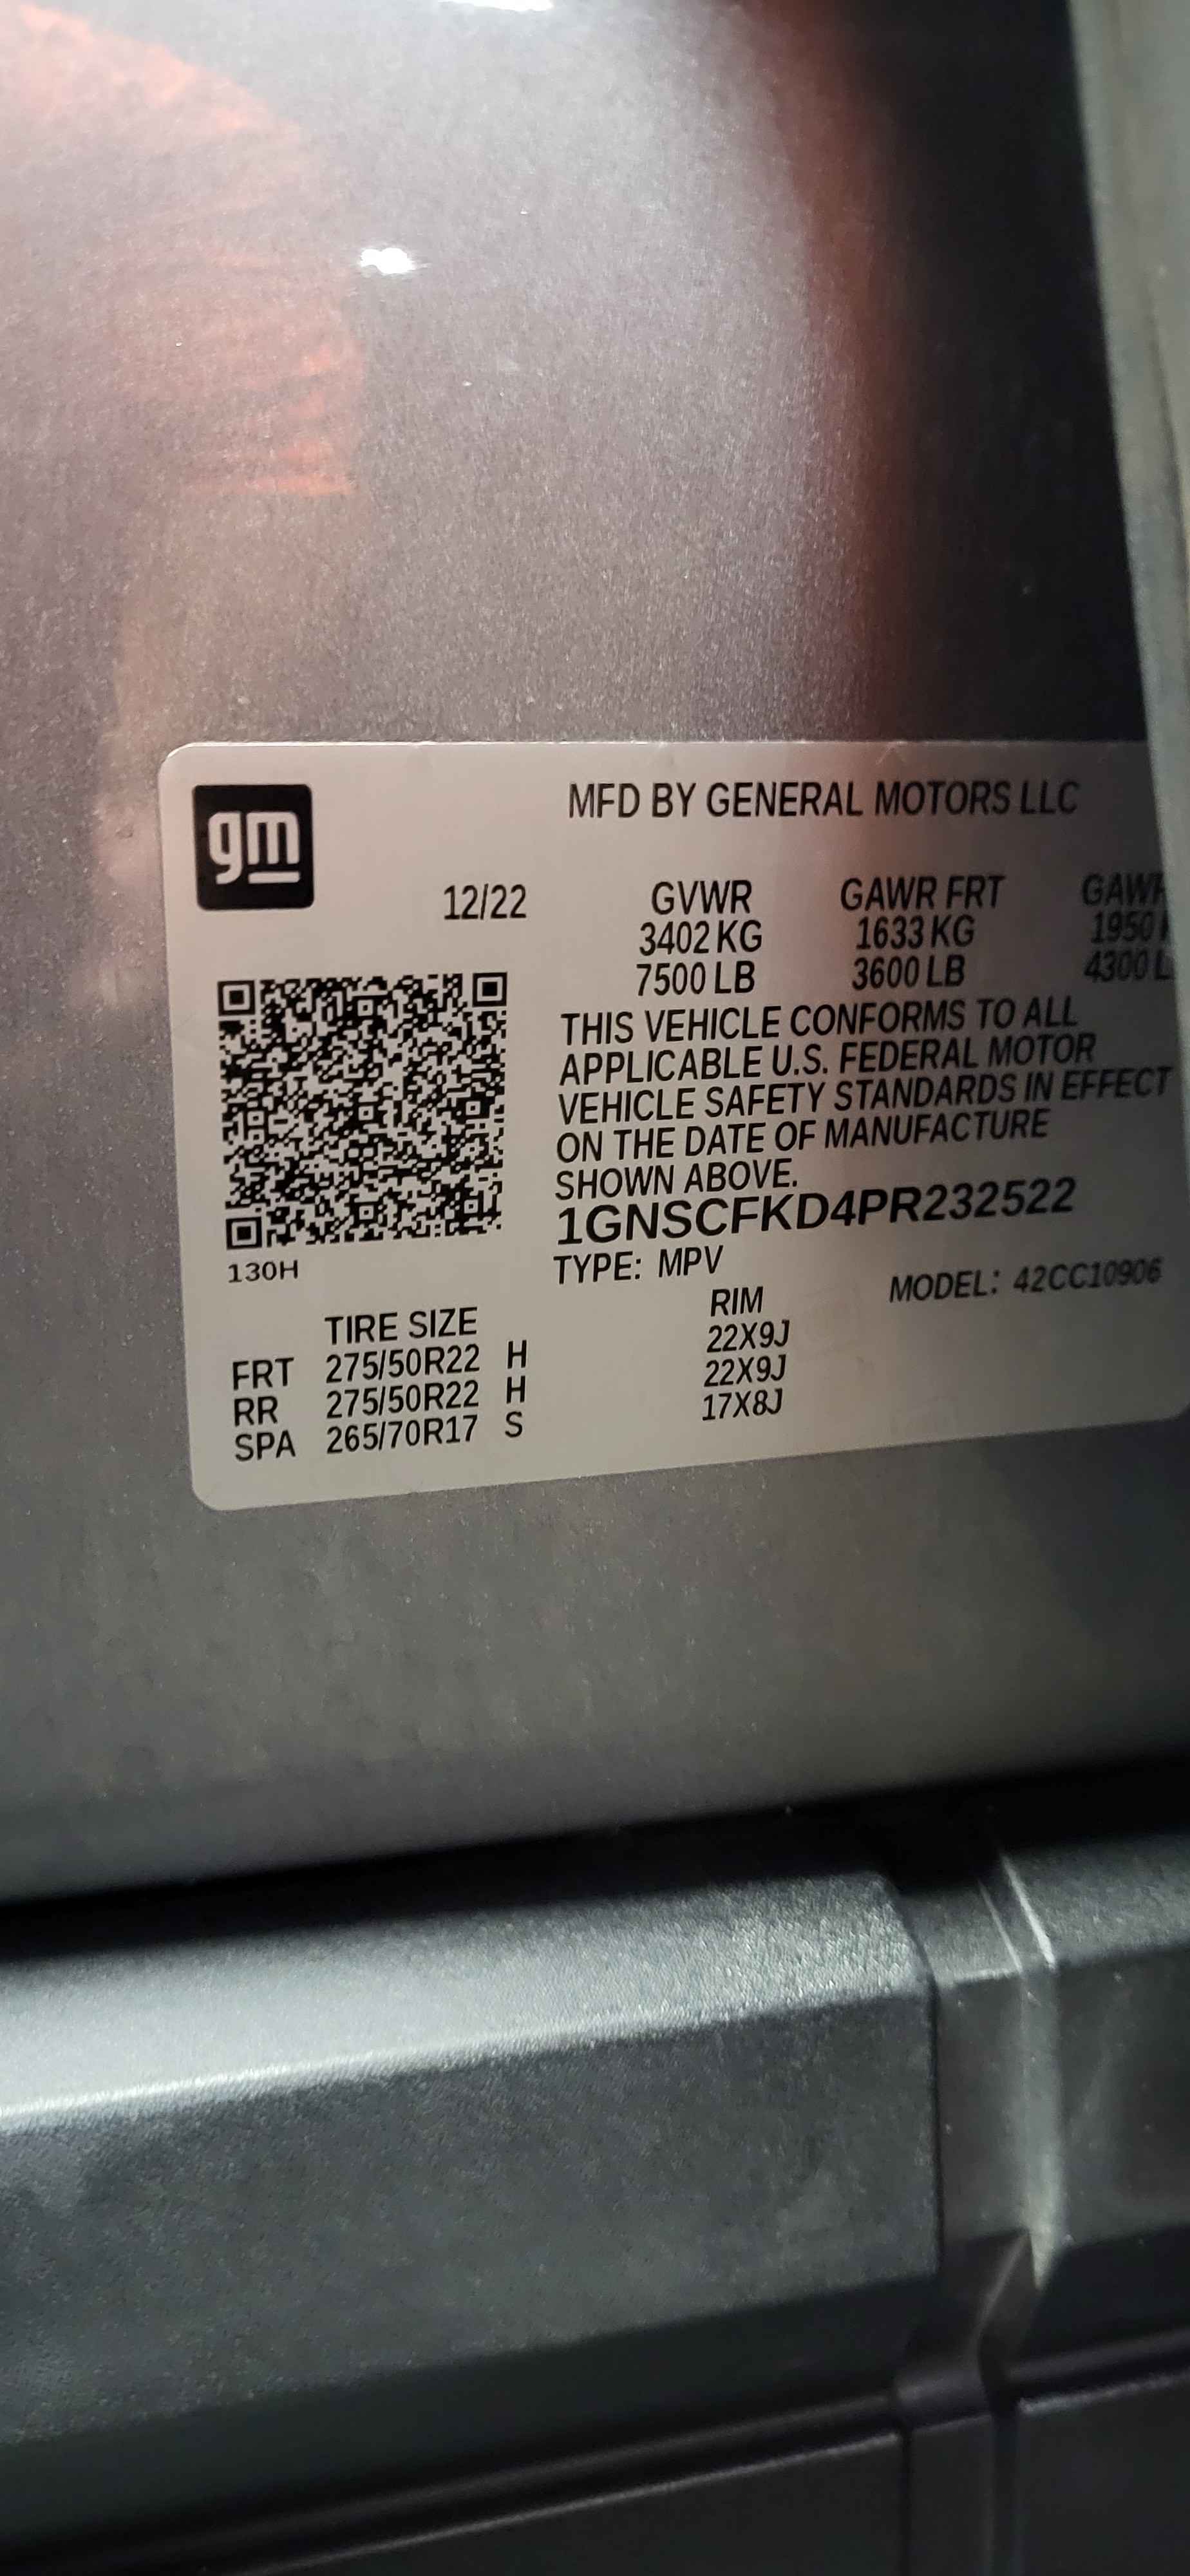 gm
MFD BY GENERAL MOTORS LLC
12/22 GVWR GAWR FRT
3402 KG 1633 KG 1950
7500 LB 3600 LB 4300 L
THIS VEHICLE CONFORMS TO ALL
APPLICABLE U.S. FEDERAL MOTOR
VEHICLE SAFETY STANDARDS IN EFFECT
ON THE DATE OF MANUFACTURE
SHOWN ABOVE.
1GNSCFKD4PR232522
130H
TYPE: MPV MODEL: 42CC10906
TIRE SIZE RIM
FRT 275/50R22 H 22X9J
RR 275/50R22 H 22X9J
SPA 265/70R17 S 17X8J